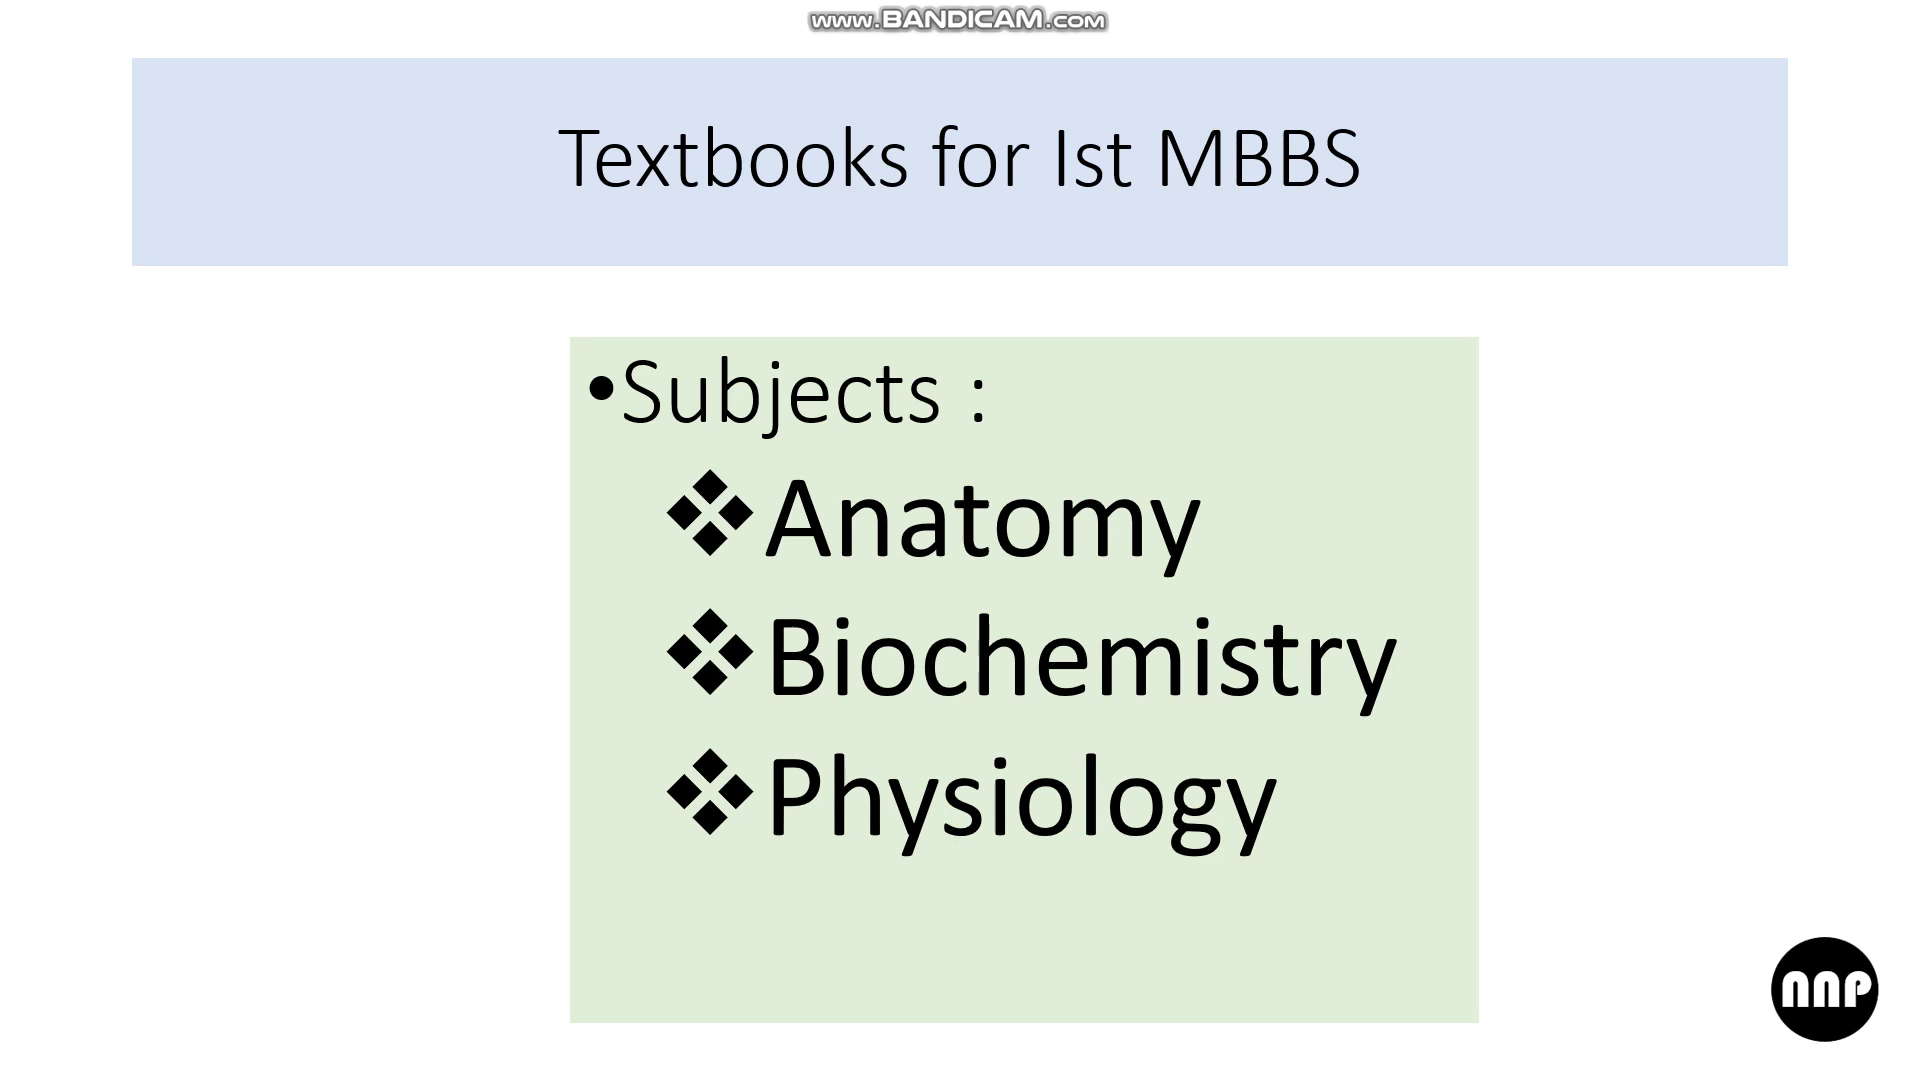 www.BANDICAM.com
Textbooks for Ist MBBS
•Subjects :
❖Anatomy
❖Biochemistry
❖Physiology
nnp